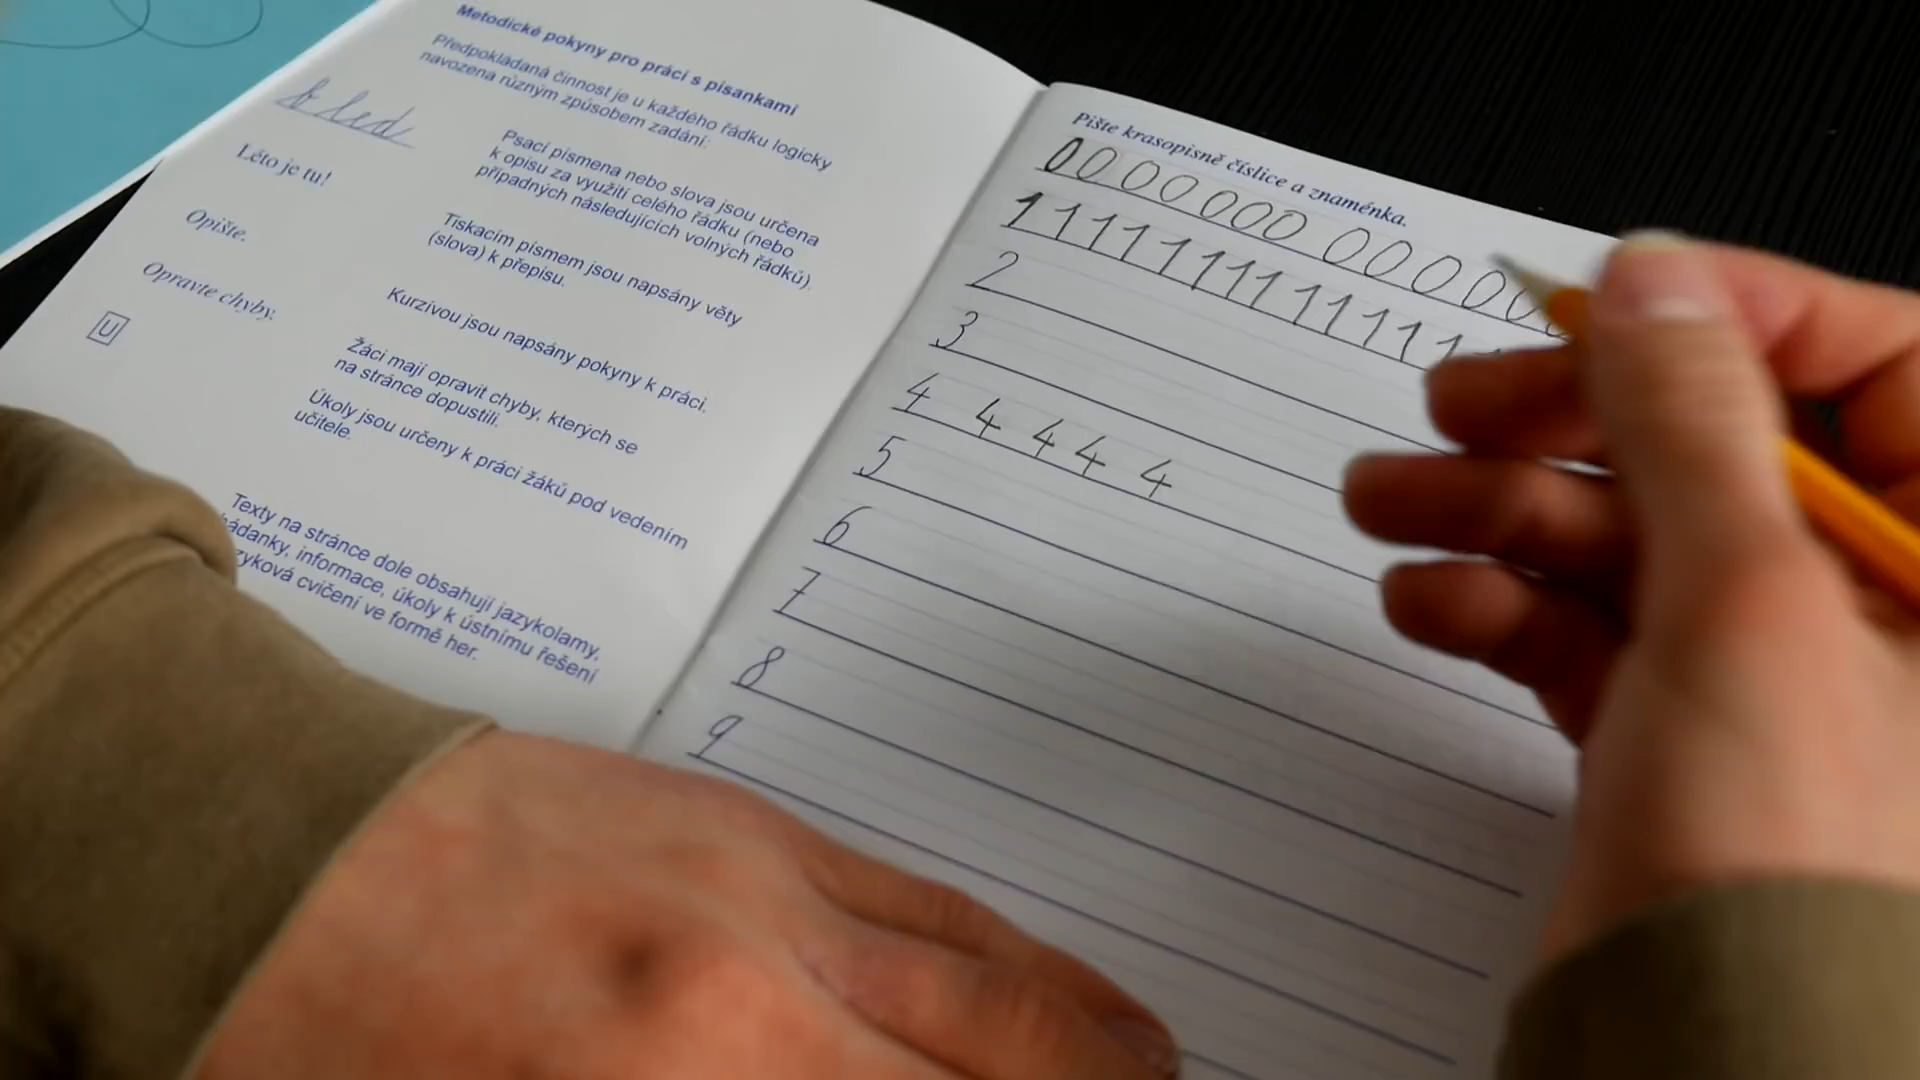 Metodické pokyny pro práci s písankami
Předpokládaná činnost je u každého řádku logicky
navozena různým způsobem zadání:
bled
Psací písmena nebo slova jsou určena
k opisu za využití celého řádku (nebo
případných následujících volných řádků).
Léto je tu!
Tiskacím písmem jsou napsány věty
(slova) k přepisu.
Opište.
Kurzívou jsou napsány pokyny k práci.
Opravte chyby.
Žáci mají opravit chyby, kterých se
na stránce dopustili.
U
Úkoly jsou určeny k práci žáků pod vedením
učitele.
Texty na stránce dole obsahují jazykolamy,
hádanky, informace, úkoly k ústnímu řešení
jazyková cvičení ve formě her.
Pište krasopisně číslice a znaménka.
0 0 0 0 0 0 0 0 0 0 0 0 0
1 1 1 1 1 1 1 1 1 1 1 1 1
2
3
4 4 4 4 4
5
6
7
8
9